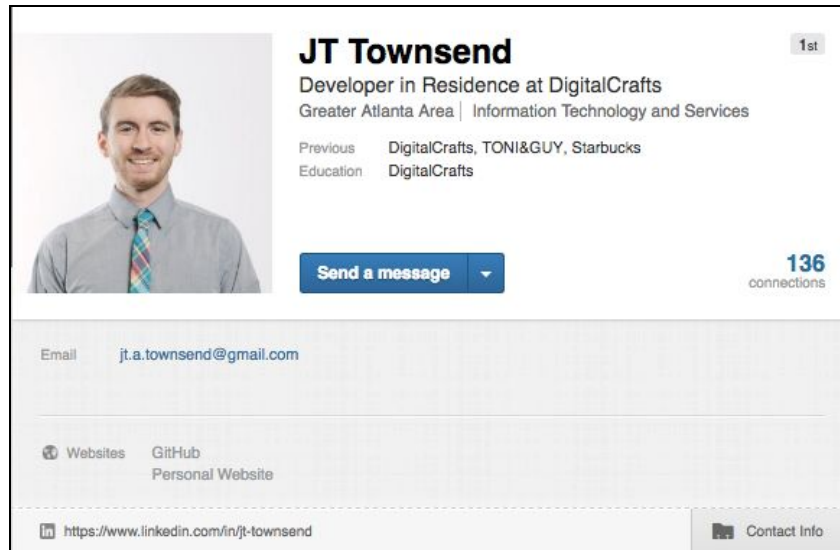 JT Townsend
1st
Developer in Residence at DigitalCrafts
Greater Atlanta Area | Information Technology and Services
Previous DigitalCrafts, TONI&GUY, Starbucks
Education DigitalCrafts
Send a message
136
connections
Email jt.a.townsend@gmail.com
Websites GitHub
Personal Website
in https://www.linkedin.com/in/jt-townsend
Contact Info